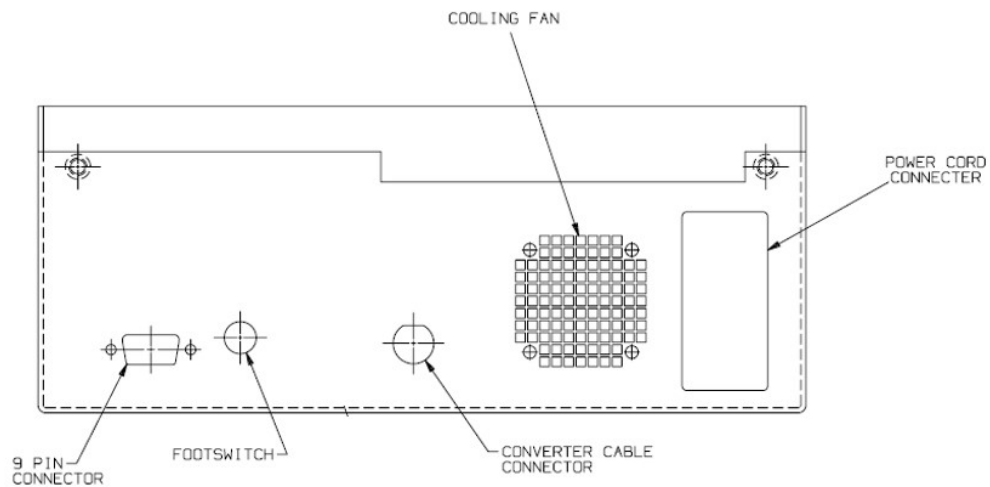 COOLING FAN
POWER CORD
CONNECTER
9 PIN
CONNECTOR
FOOTSWITCH
CONVERTER CABLE
CONNECTOR